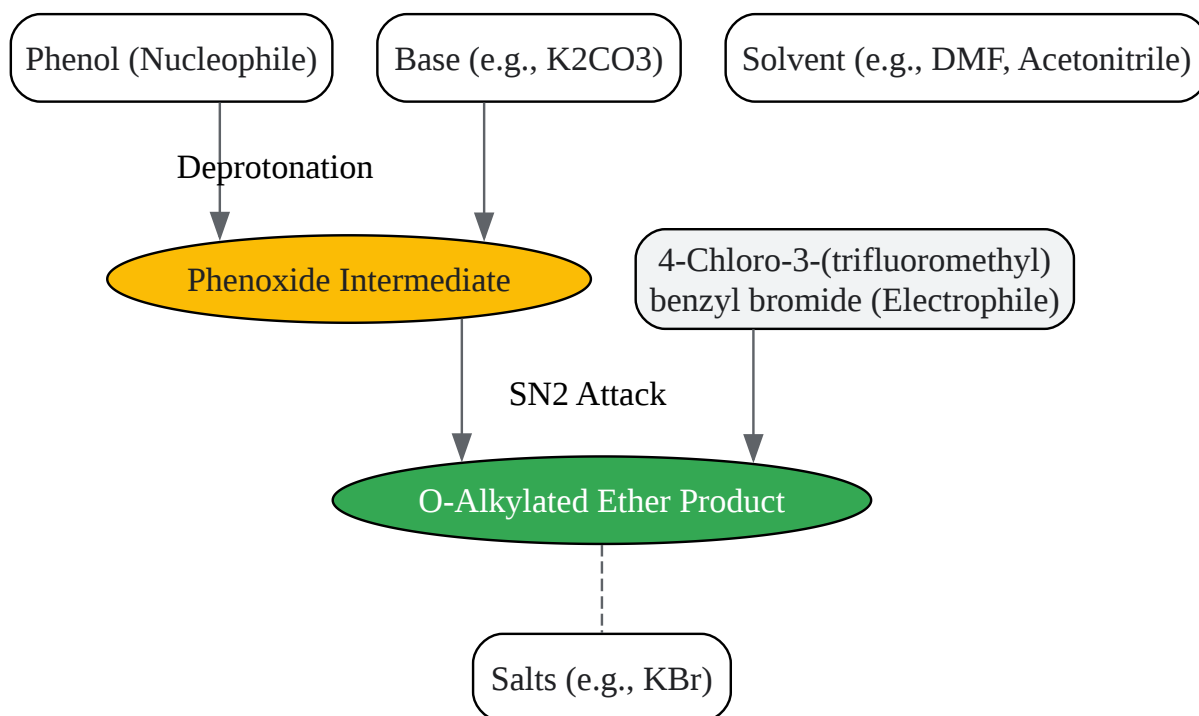 Phenol (Nucleophile)
Base (e.g., K2CO3)
Solvent (e.g., DMF, Acetonitrile)
Deprotonation
Phenoxide Intermediate
4-Chloro-3-(trifluoromethyl)
benzyl bromide (Electrophile)
SN2 Attack
O-Alkylated Ether Product
Salts (e.g., KBr)